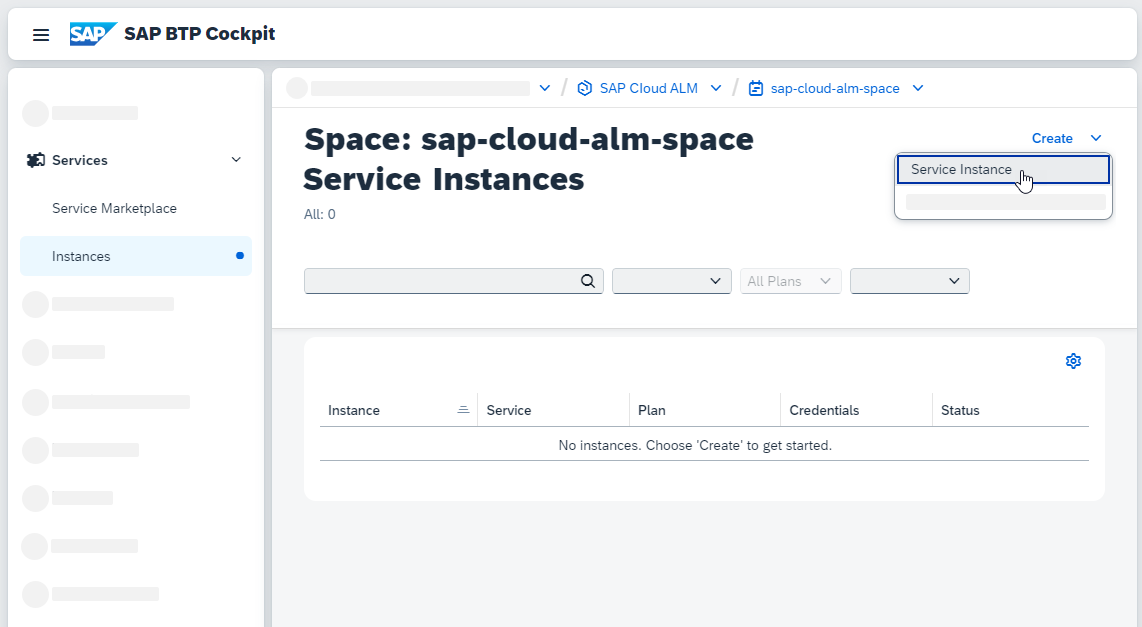 SAP SAP BTP Cockpit
SAP Cloud ALM / sap-cloud-alm-space
Services
Service Marketplace
Instances
Space: sap-cloud-alm-space
Service Instances
All: 0
Create
Service Instance
All Plans
Instance Service Plan Credentials Status
No instances. Choose 'Create' to get started.